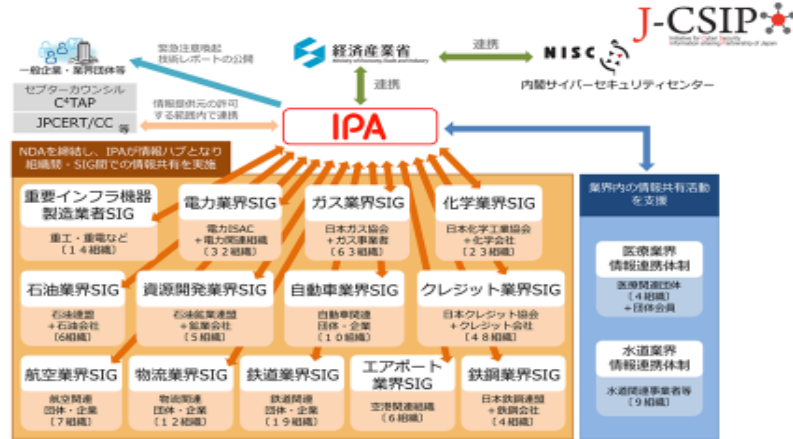 J-CSIP
Initiative for Cyber Security
Information sharing Partnership of Japan
緊急注意喚起
技術レポートの公開
一般企業・業界団体等
経済産業省
Ministry of Economy, Trade and Industry
連携
NISC
内閣サイバーセキュリティセンター
連携
セプターカウンシル
C⁴TAP
JPCERT/CC 等
情報提供元の許可
する範囲内で連携
IPA
NDAを締結し、IPAが情報ハブとなり
組織間・SIG間での情報共有を実施
重要インフラ機器
製造業者SIG
重工・重電など
(14組織)
電力業界SIG
電力ISAC
+電力関連組織
(32組織)
ガス業界SIG
日本ガス協会
+ガス事業者
(63組織)
化学業界SIG
日本化学工業協会
+化学会社
(23組織)
石油業界SIG
石油連盟
+石油会社
(6組織)
資源開発業界SIG
石油鉱業連盟
+鉱業会社
(5組織)
自動車業界SIG
自動車関連
団体・企業
(10組織)
クレジット業界SIG
日本クレジット協会
+クレジット会社
(48組織)
航空業界SIG
航空関連
団体・企業
(7組織)
物流業界SIG
物流関連
団体・企業
(12組織)
鉄道業界SIG
鉄道関連
団体・企業
(19組織)
エアポート
業界SIG
空港関連組織
(6組織)
鉄鋼業界SIG
日本鉄鋼連盟
+鉄鋼会社
(4組織)
業界内の情報共有活動
を支援
医療業界
情報連携体制
医療関連団体
(4組織)
+団体会員
水道業界
情報連携体制
水道関連事業者等
(9組織)